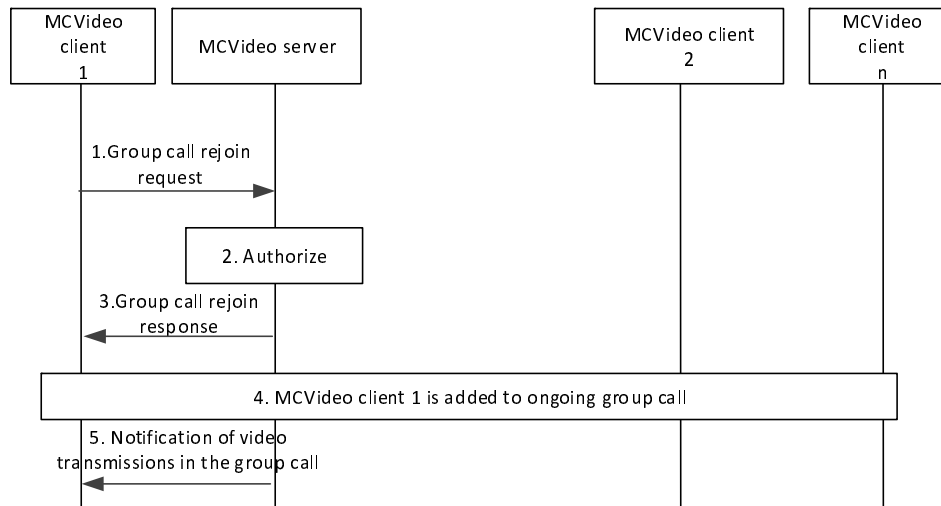 MCVideo
client
1
MCVideo server
MCVideo client
2
MCVideo
client
n
1.Group call rejoin
request
2. Authorize
3.Group call rejoin
response
4. MCVideo client 1 is added to ongoing group call
5. Notification of video
transmissions in the group call